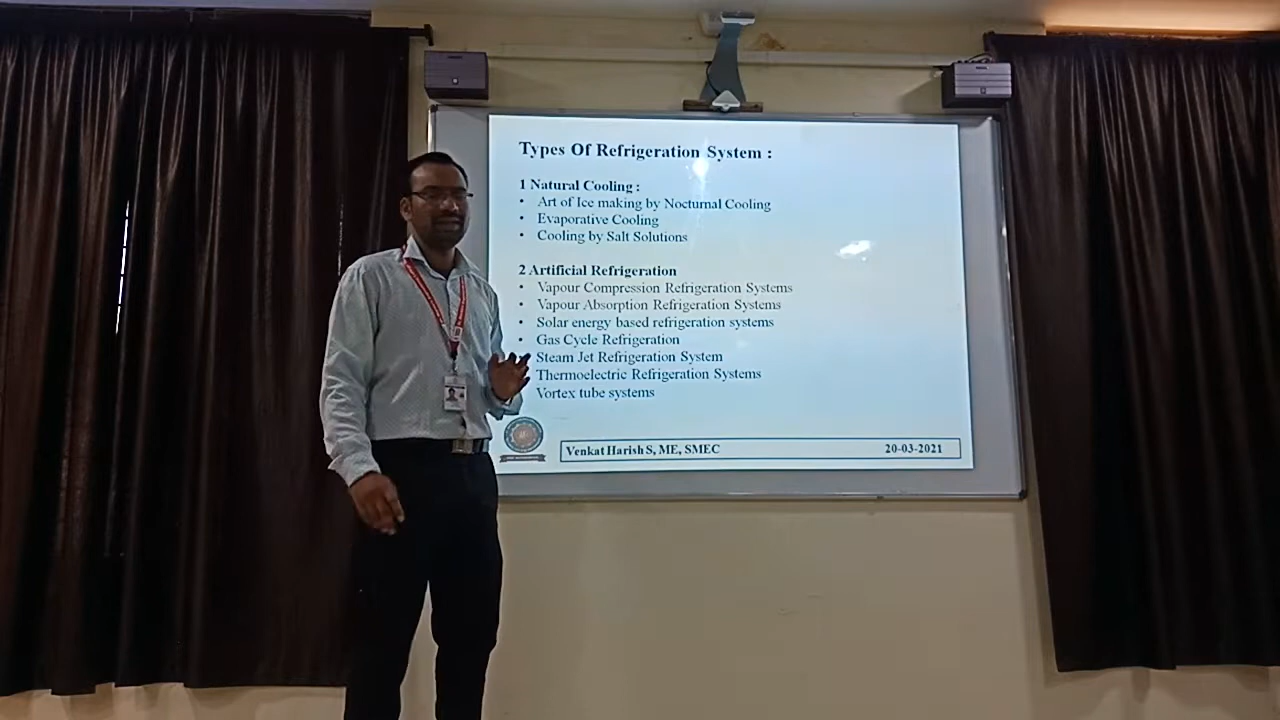 Types Of Refrigeration System :
1 Natural Cooling :
• Art of Ice making by Nocturnal Cooling
• Evaporative Cooling
• Cooling by Salt Solutions
2 Artificial Refrigeration
• Vapour Compression Refrigeration Systems
• Vapour Absorption Refrigeration Systems
• Solar energy based refrigeration systems
• Gas Cycle Refrigeration
Steam Jet Refrigeration System
Thermoelectric Refrigeration Systems
Vortex tube systems
Venkat Harish S, ME, SMEC 20-03-2021